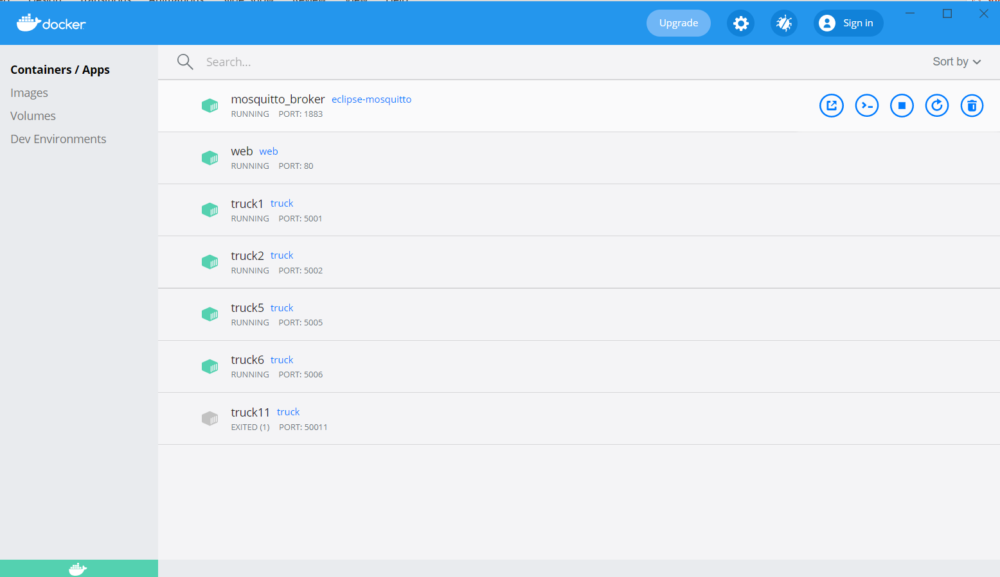 docker
Upgrade
Sign in
Containers / Apps
Images
Volumes
Dev Environments
Search...
Sort by
mosquitto_broker eclipse-mosquitto
RUNNING PORT: 1883
web web
RUNNING PORT: 80
truck1 truck
RUNNING PORT: 5001
truck2 truck
RUNNING PORT: 5002
truck5 truck
RUNNING PORT: 5005
truck6 truck
RUNNING PORT: 5006
truck11 truck
EXITED (1) PORT: 50011